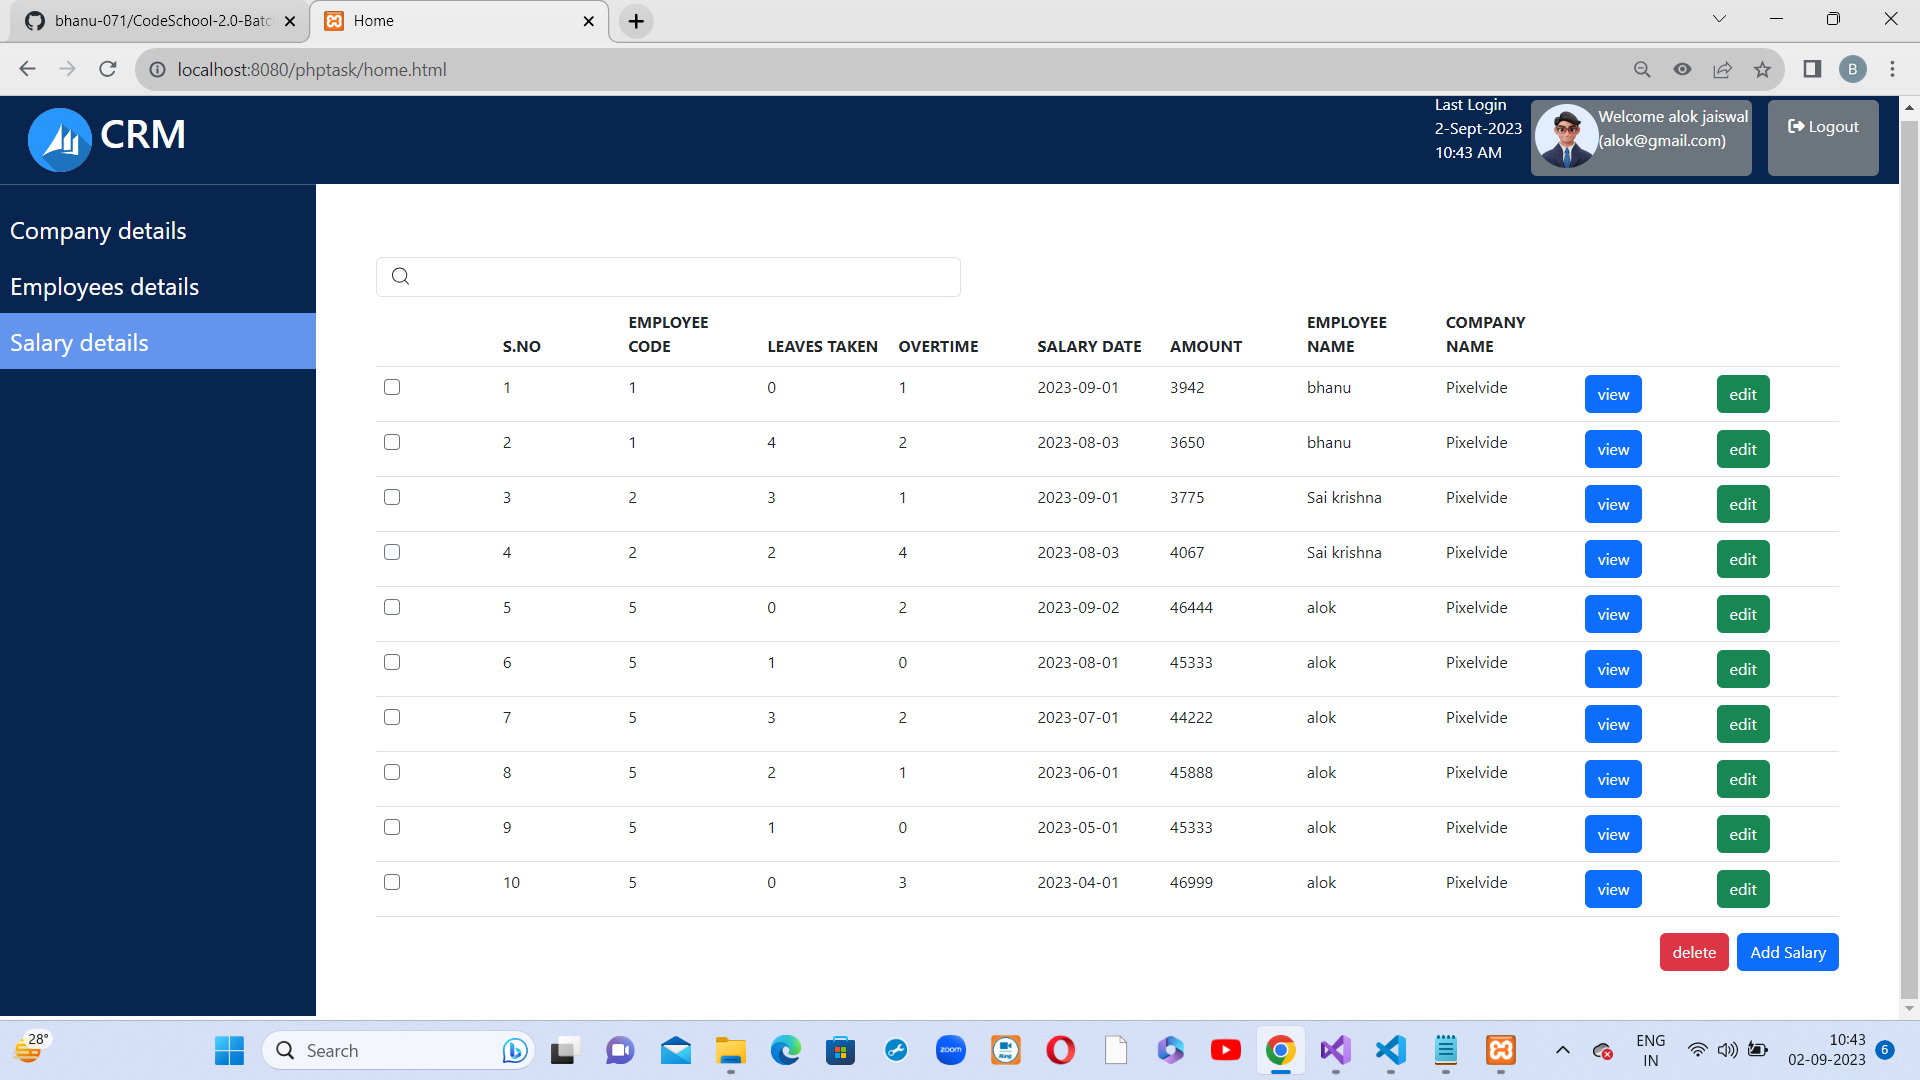 bhanu-071/CodeSchool-2.0-Batc
Home
localhost:8080/phptask/home.html
B
CRM
Last Login
2-Sept-2023
10:43 AM
Welcome alok jaiswal
(alok@gmail.com)
Logout
Company details
Employees details
Salary details
S.NO EMPLOYEE CODE LEAVES TAKEN OVERTIME SALARY DATE AMOUNT EMPLOYEE NAME COMPANY NAME
1 1 0 1 2023-09-01 3942 bhanu Pixelvide view edit
2 1 4 2 2023-08-03 3650 bhanu Pixelvide view edit
3 2 3 1 2023-09-01 3775 Sai krishna Pixelvide view edit
4 2 2 4 2023-08-03 4067 Sai krishna Pixelvide view edit
5 5 0 2 2023-09-02 46444 alok Pixelvide view edit
6 5 1 0 2023-08-01 45333 alok Pixelvide view edit
7 5 3 2 2023-07-01 44222 alok Pixelvide view edit
8 5 2 1 2023-06-01 45888 alok Pixelvide view edit
9 5 1 0 2023-05-01 45333 alok Pixelvide view edit
10 5 0 3 2023-04-01 46999 alok Pixelvide view edit
delete Add Salary
28°
Search
zoom
ENG
IN
10:43
02-09-2023
6